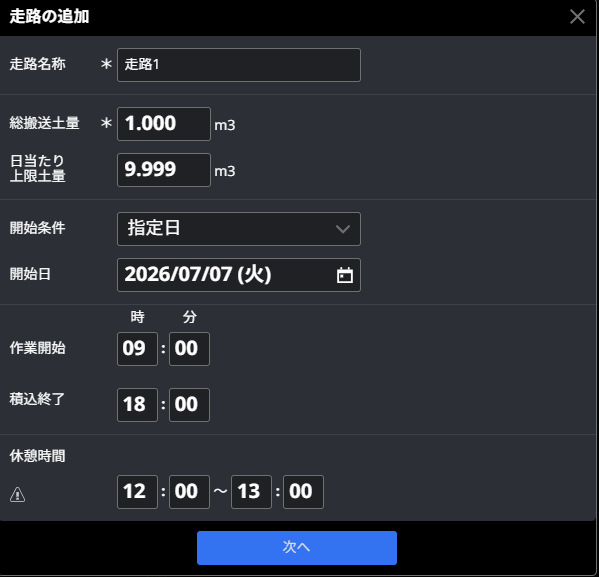 走路の追加
走路名称 * 走路1
総搬送土量 * 1.000 m3
日当たり
上限土量 9.999 m3
開始条件 指定日
開始日 2026/07/07 (火)
時 分
作業開始 09 : 00
積込終了 18 : 00
休憩時間
12 : 00 ～ 13 : 00
次へ